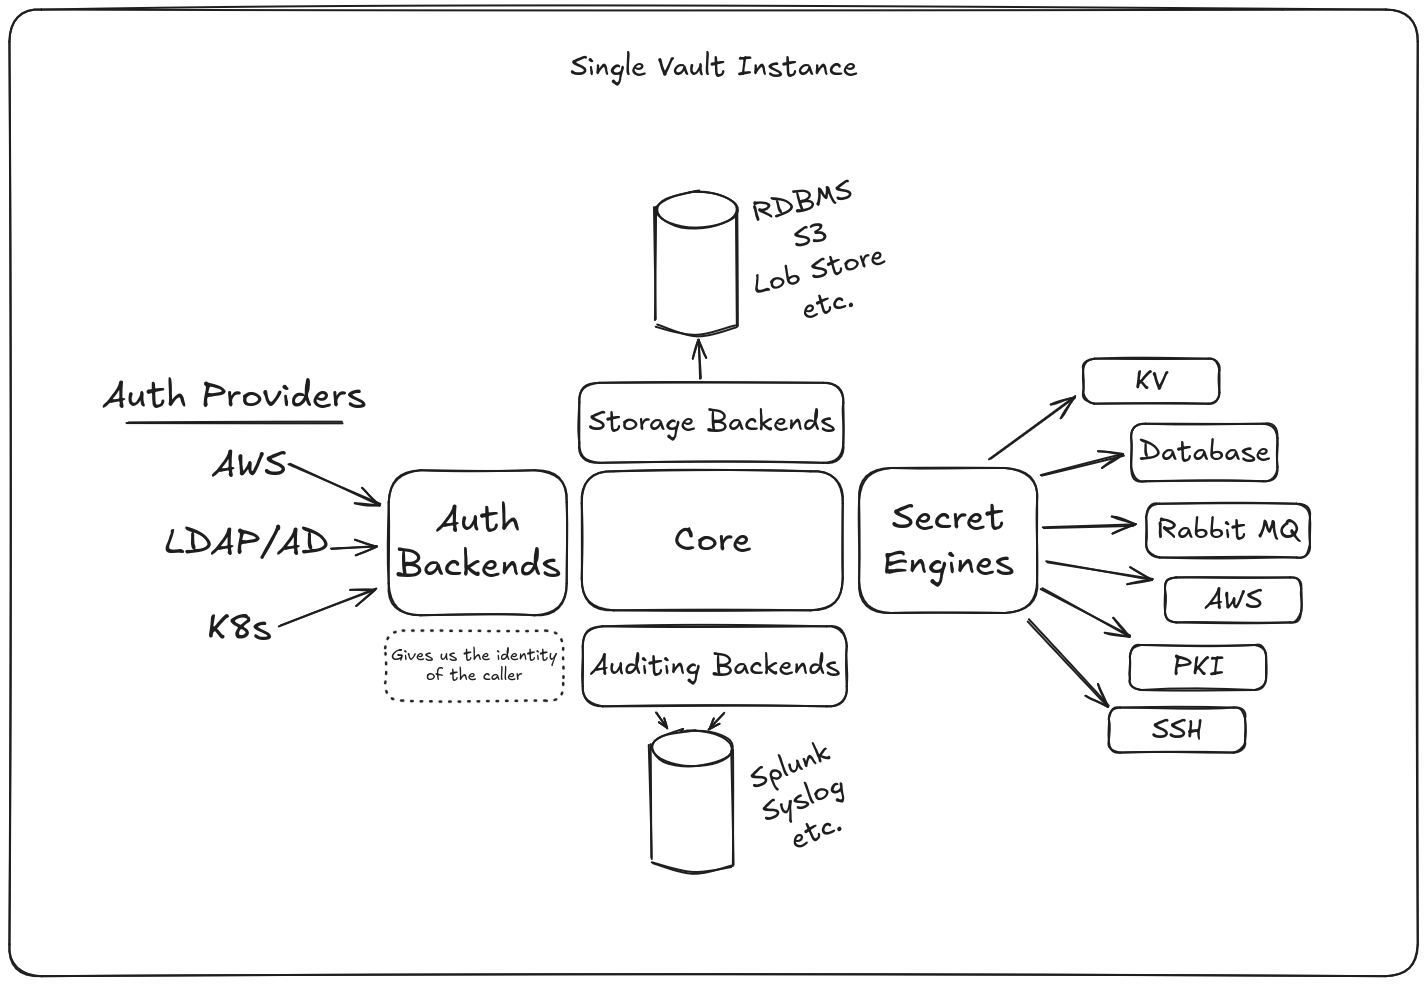 Single Vault Instance
RDBMS
S3
Lob Store
etc.
Auth Providers
AWS
LDAP/AD
K8s
Auth
Backends
Gives us the identity
of the caller
Storage Backends
Core
Auditing Backends
Splunk
Syslog
etc.
Secret
Engines
KV
Database
Rabbit MQ
AWS
PKI
SSH